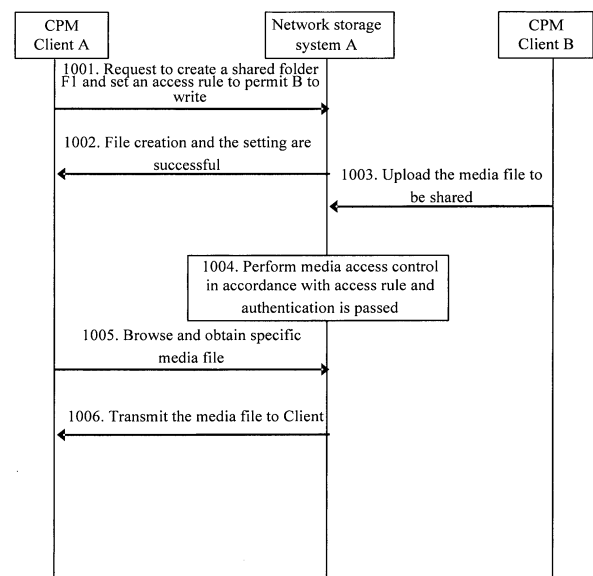 CPM
Client A
Network storage
system A
CPM
Client B
1001. Request to create a shared folder
F1 and set an access rule to permit B to
write
1002. File creation and the setting are
successful
1003. Upload the media file to
be shared
1004. Perform media access control
in accordance with access rule and
authentication is passed
1005. Browse and obtain specific
media file
1006. Transmit the media file to Client